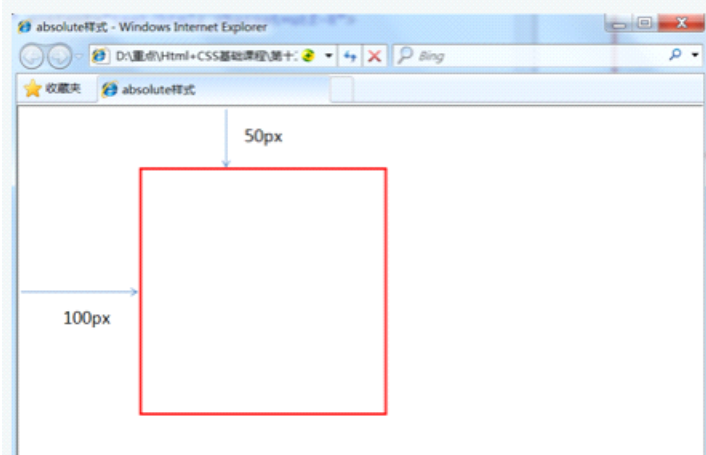 absolute样式 - Windows Internet Explorer
D:\重点\Html+CSS基础课程\第十
Bing
收藏夹
absolute样式
50px
100px